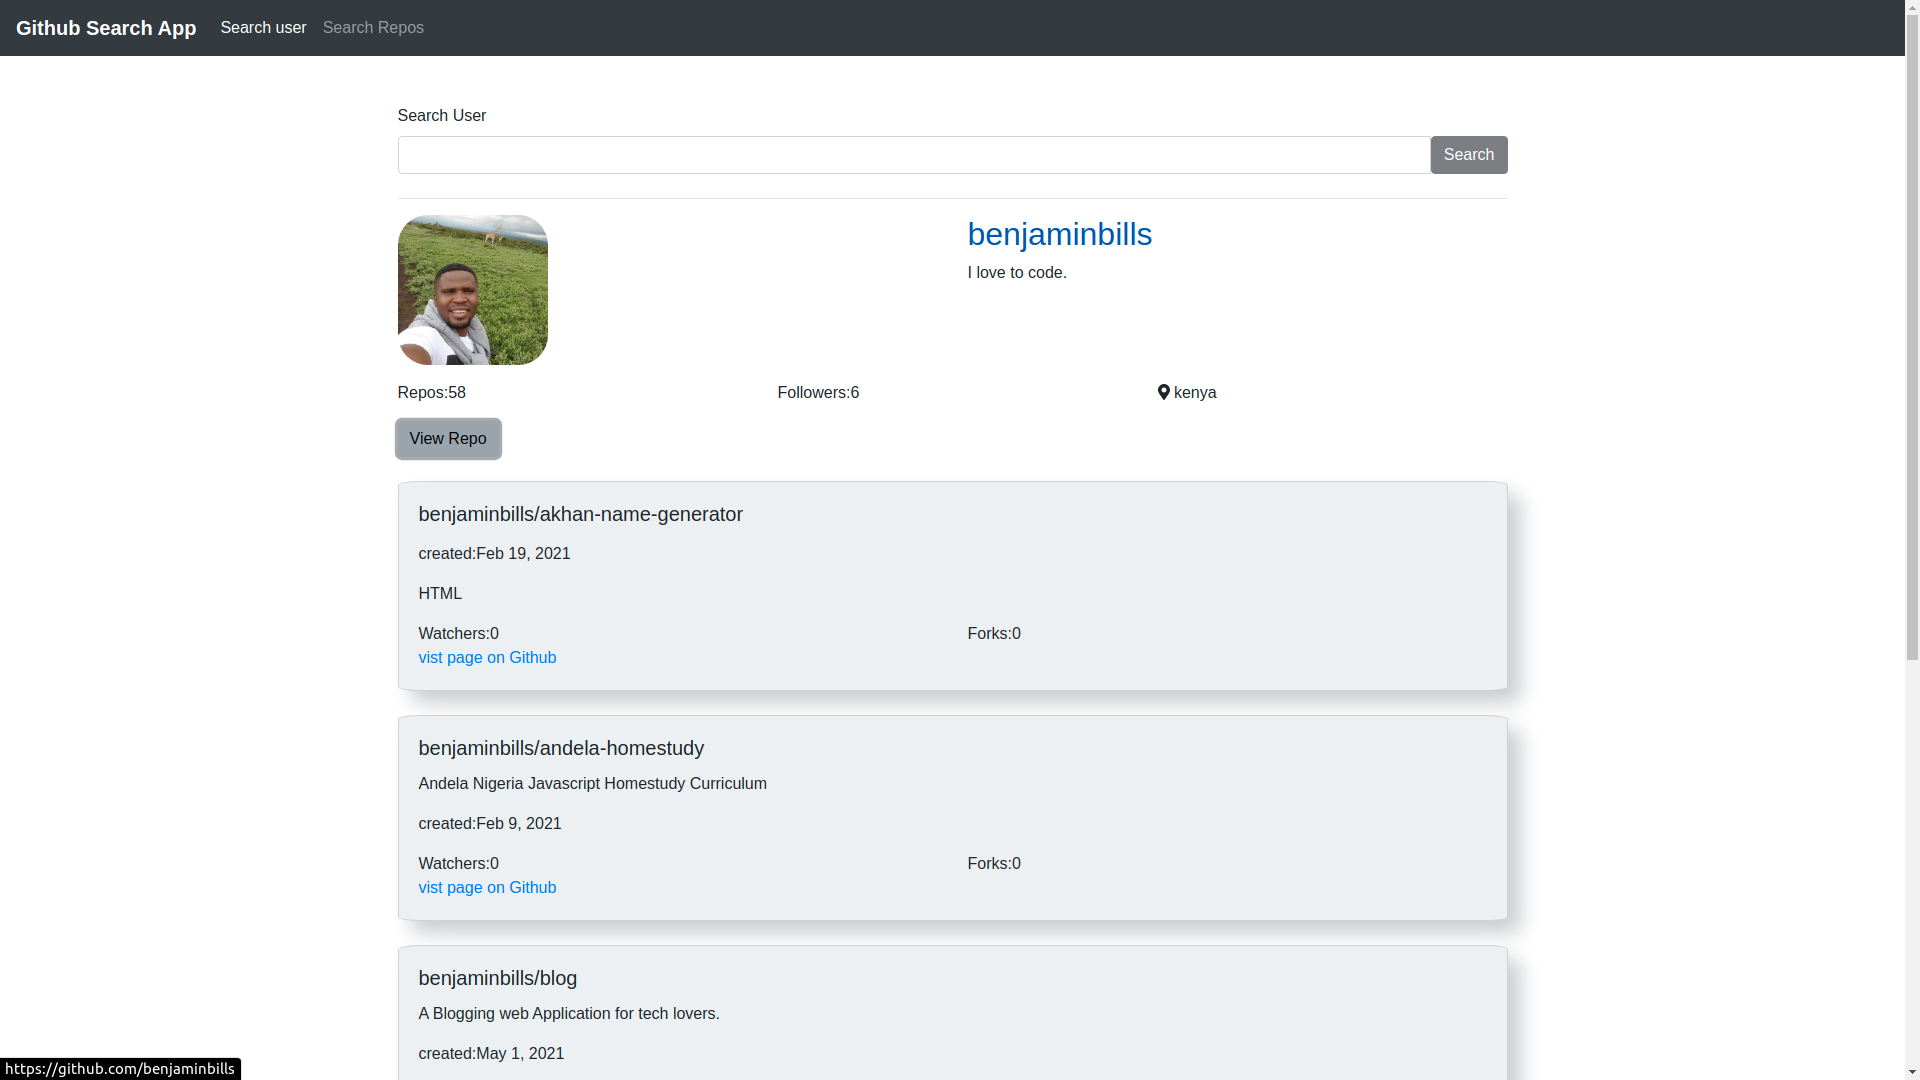 Github Search App Search user Search Repos
Search User
Search
benjaminbills
I love to code.
Repos:58 Followers:6 kenya
View Repo
benjaminbills/akhan-name-generator
created:Feb 19, 2021
HTML
Watchers:0 Forks:0
vist page on Github
benjaminbills/andela-homestudy
Andela Nigeria Javascript Homestudy Curriculum
created:Feb 9, 2021
Watchers:0 Forks:0
vist page on Github
benjaminbills/blog
A Blogging web Application for tech lovers.
created:May 1, 2021
https://github.com/benjaminbills